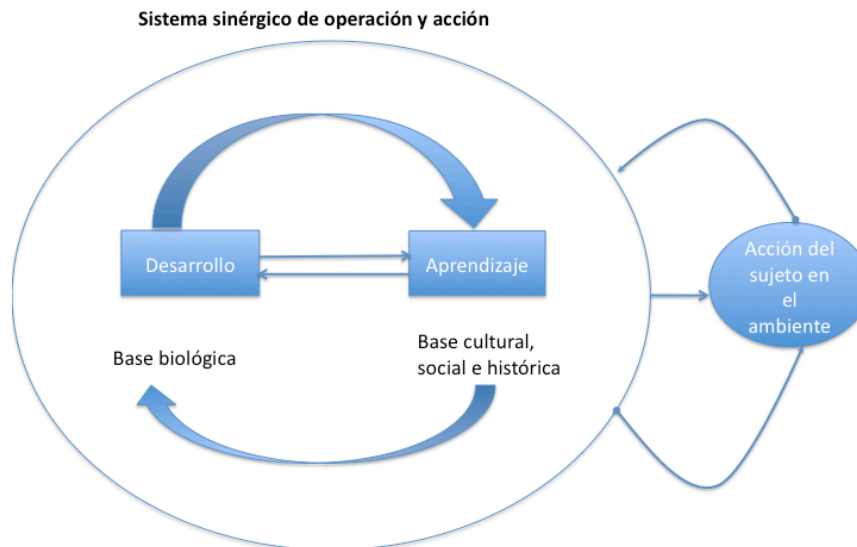 Sistema sinérgico de operación y acción
Desarrollo
Aprendizaje
Acción del
sujeto en
el
ambiente
Base biológica
Base cultural,
social e histórica